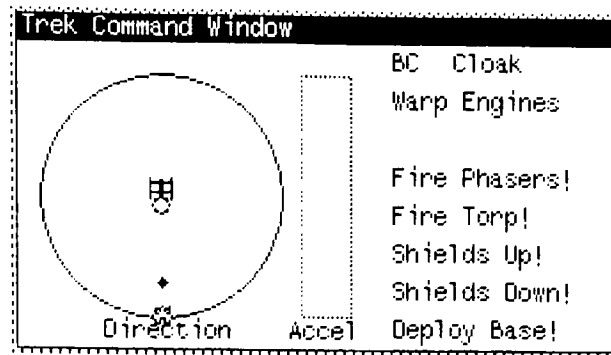 Trek Command Window
BC Cloak
Warp Engines
Fire Phasers!
Fire Torp!
Shields Up!
Shields Down!
Deploy Base!
Direction
Accel